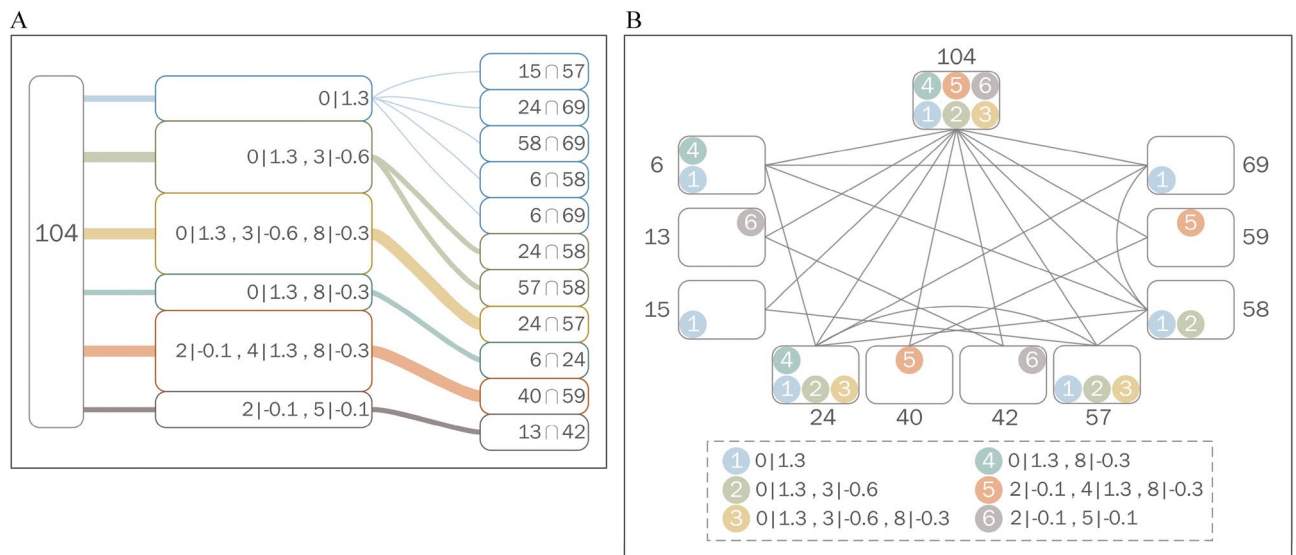 A
104
0|1.3
0|1.3 , 3|-0.6
0|1.3 , 3|-0.6 , 8|-0.3
0|1.3 , 8|-0.3
2|-0.1 , 4|1.3 , 8|-0.3
2|-0.1 , 5|-0.1
15∩57
24∩69
58∩69
6∩58
6∩69
24∩58
57∩58
24∩57
6∩24
40∩59
13∩42
B
104
4 5 6
1 2 3
6
4
1
13
6
15
1
69
1
59
5
58
1 2
4
1 2 3
24
5
40
6
42
1 2 3
57
1 0|1.3
2 0|1.3 , 3|-0.6
3 0|1.3 , 3|-0.6 , 8|-0.3
4 0|1.3 , 8|-0.3
5 2|-0.1 , 4|1.3 , 8|-0.3
6 2|-0.1 , 5|-0.1